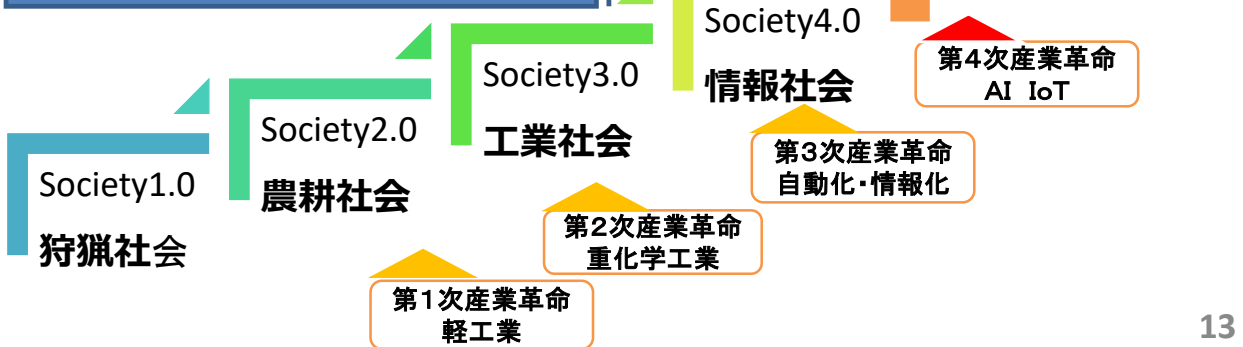 Society4.0
情報社会
第4次産業革命
AI IoT
Society3.0
工業社会
第3次産業革命
自動化・情報化
Society2.0
農耕社会
第2次産業革命
重化学工業
Society1.0
狩猟社会
第1次産業革命
軽工業
13